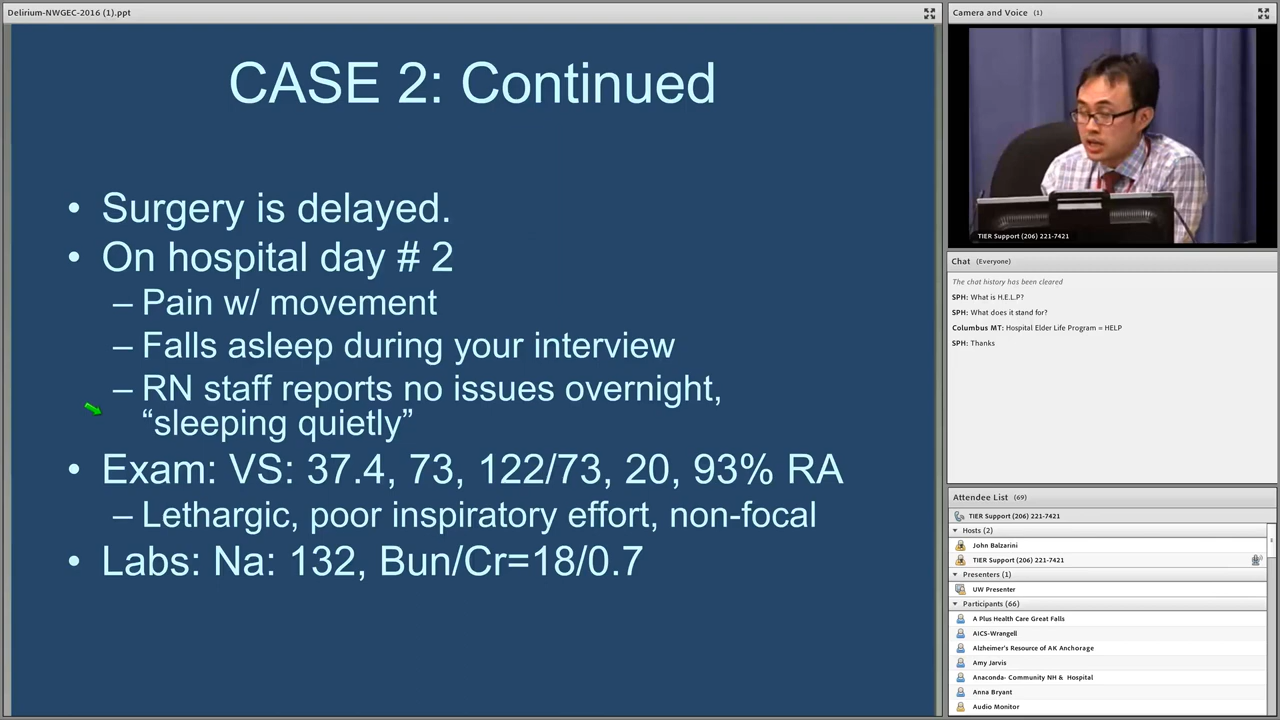 Delirium-NWGEC-2016 (1).ppt
CASE 2: Continued
• Surgery is delayed.
• On hospital day # 2
– Pain w/ movement
– Falls asleep during your interview
– RN staff reports no issues overnight,
“sleeping quietly”
• Exam: VS: 37.4, 73, 122/73, 20, 93% RA
– Lethargic, poor inspiratory effort, non-focal
• Labs: Na: 132, Bun/Cr=18/0.7
Camera and Voice (1)
TIER Support (206) 221-7421
Chat (Everyone)
The chat history has been cleared
SPH: What is H.E.L.P?
SPH: What does it stand for?
Columbus MT: Hospital Elder Life Program = HELP
SPH: Thanks
Attendee List (69)
TIER Support (206) 221-7421
Hosts (2)
John Balzarini
TIER Support (206) 221-7421
Presenters (1)
UW Presenter
Participants (66)
A Plus Health Care Great Falls
AICS-Wrangell
Alzheimer's Resource of AK Anchorage
Amy Jarvis
Anaconda- Community NH & Hospital
Anna Bryant
Audio Monitor